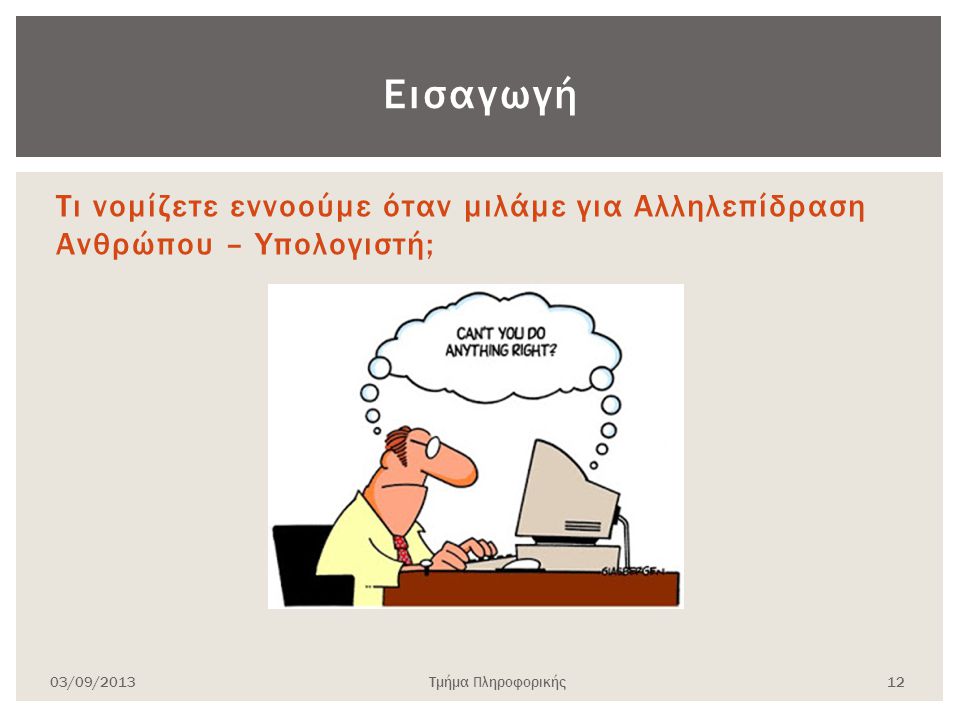 Εισαγωγή
Τι νομίζετε εννοούμε όταν μιλάμε για Αλληλεπίδραση
Ανθρώπου – Υπολογιστή;
CAN'T YOU DO
ANYTHING RIGHT?
GLASBERGEN
03/09/2013 Τμήμα Πληροφορικής 12